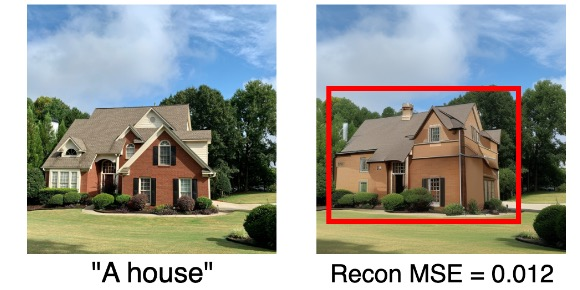 "A house"
Recon MSE = 0.012